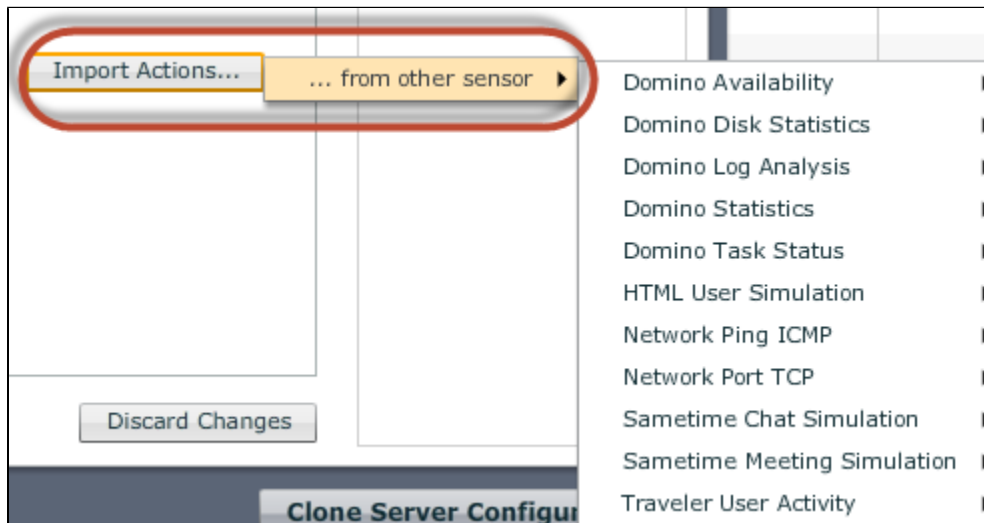 Import Actions...
... from other sensor
Domino Availability
Domino Disk Statistics
Domino Log Analysis
Domino Statistics
Domino Task Status
HTML User Simulation
Network Ping ICMP
Network Port TCP
Sametime Chat Simulation
Sametime Meeting Simulation
Traveler User Activity
Discard Changes
Clone Server